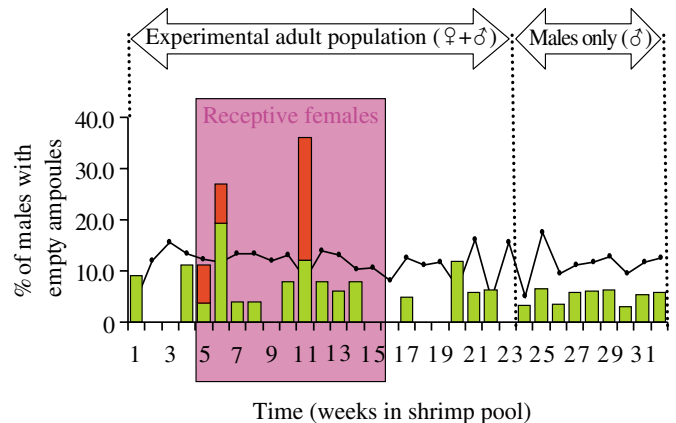 Experimental adult population (♀+♂) Males only (♂)
Receptive females
% of males with
empty ampoules
40.0
30.0
20.0
10.0
0
1 3 5 7 9 11 13 15 17 19 21 23 25 27 29 31
Time (weeks in shrimp pool)